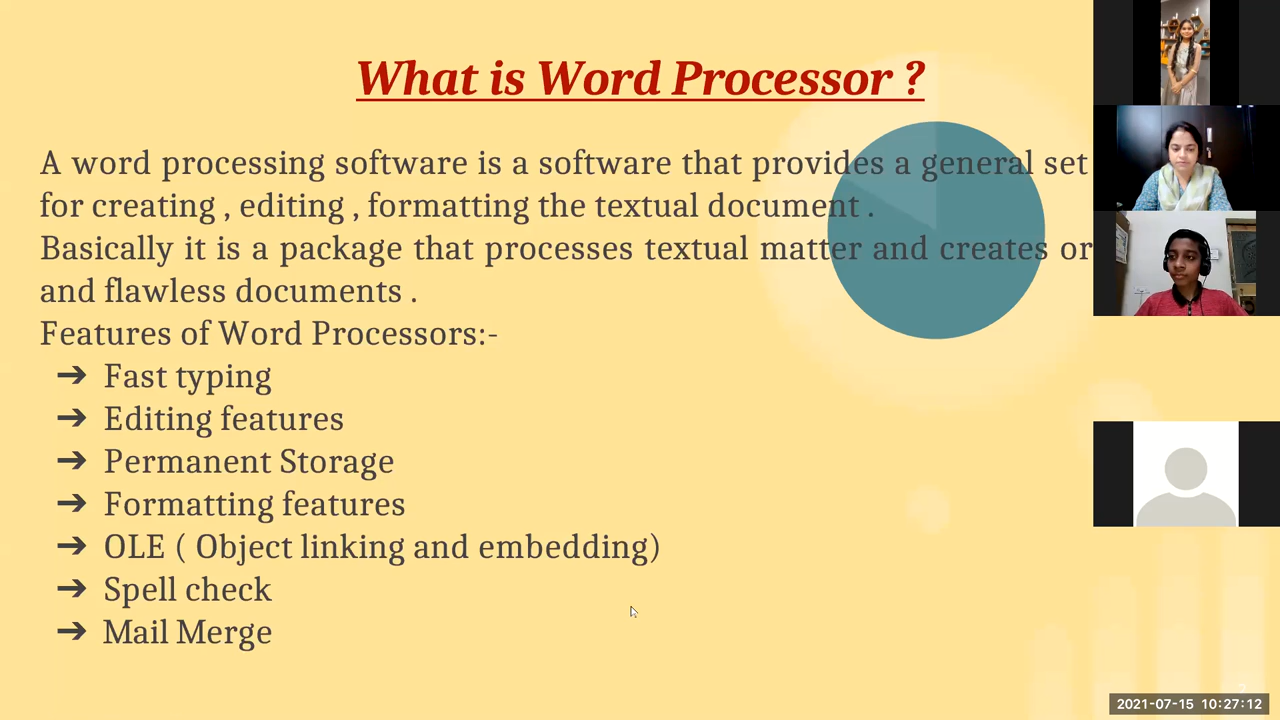 What is Word Processor ?
A word processing software is a software that provides a general set
for creating , editing , formatting the textual document .
Basically it is a package that processes textual matter and creates or
and flawless documents .
Features of Word Processors:-
➔ Fast typing
➔ Editing features
➔ Permanent Storage
➔ Formatting features
➔ OLE ( Object linking and embedding)
➔ Spell check
➔ Mail Merge
2021-07-15 10:27:12